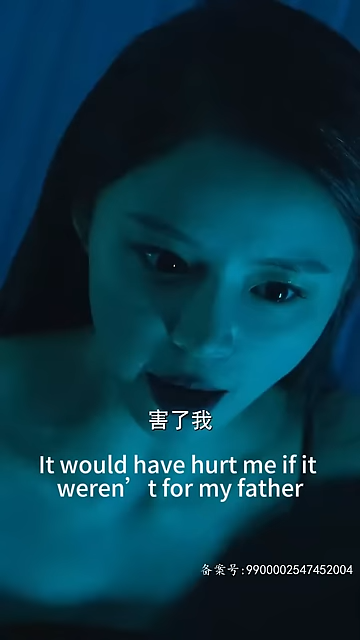 害了我
It would have hurt me if it
weren’t for my father
备案号:9900002547452004